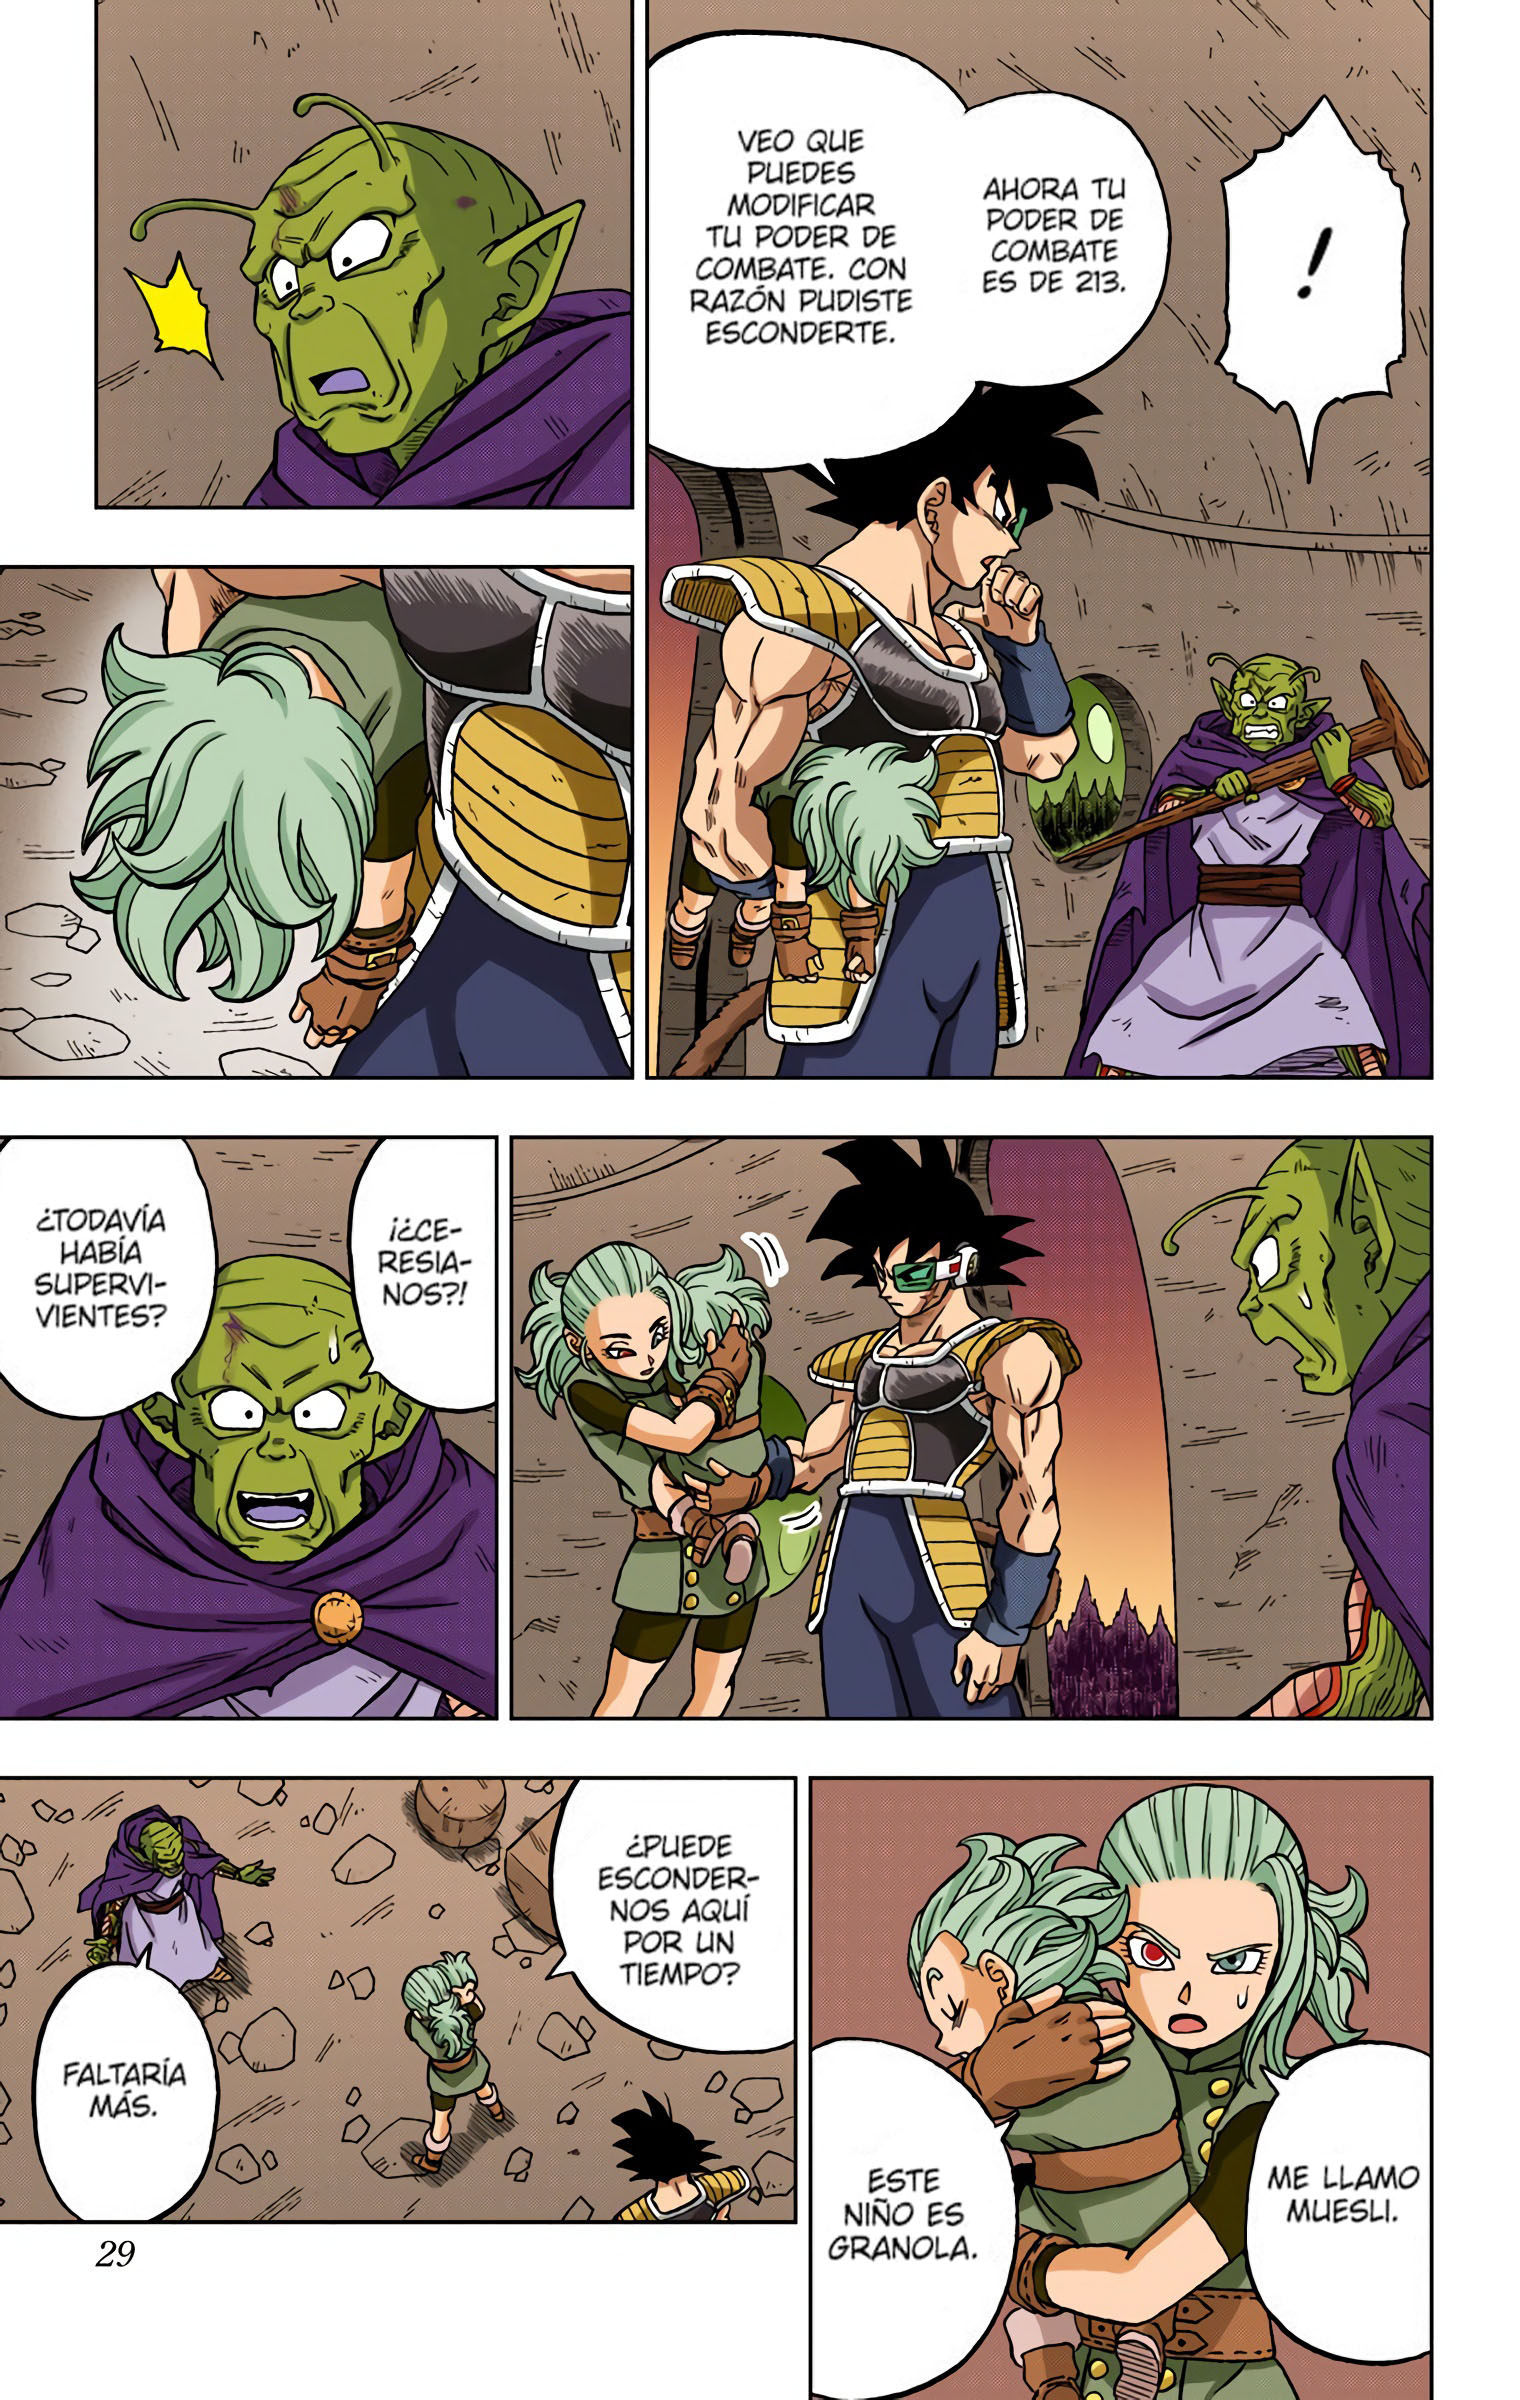 !
AHORA TU
PODER DE
COMBATE
ES DE 213.
VEO QUE
PUEDES
MODIFICAR
TU PODER DE
COMBATE. CON
RAZÓN PUDISTE
ESCONDERTE.
¡¿CE-
RESIA-
NOS?!
¿TODAVÍA
HABÍA
SUPERVI-
VIENTES?
ME LLAMO
MUESLI.
ESTE
NIÑO ES
GRANOLA.
¿PUEDE
ESCONDER-
NOS AQUÍ
POR UN
TIEMPO?
FALTARÍA
MÁS.
29